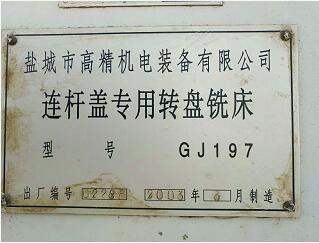 盐城市高精机电装备有限公司
连杆盖专用转盘铣床
型 号 GJ197
出厂编号 年 月制造